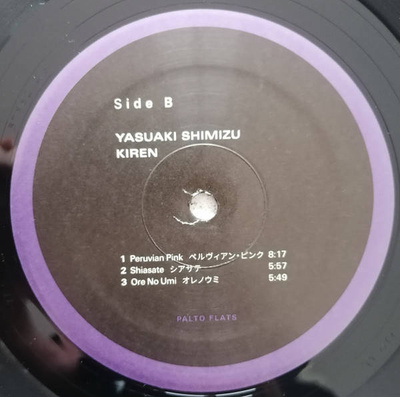 Side B
YASUAKI SHIMIZU
KIREN
1 Peruvian Pink ペルヴィアン・ピンク 8:17
2 Shiasate シアサテ 5:57
3 Ore No Umi オレノウミ 5:49
PALTO FLATS